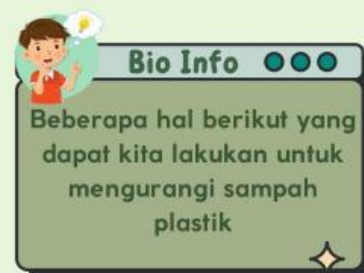 Bio Info
Beberapa hal berikut yang
dapat kita lakukan untuk
mengurangi sampah
plastik